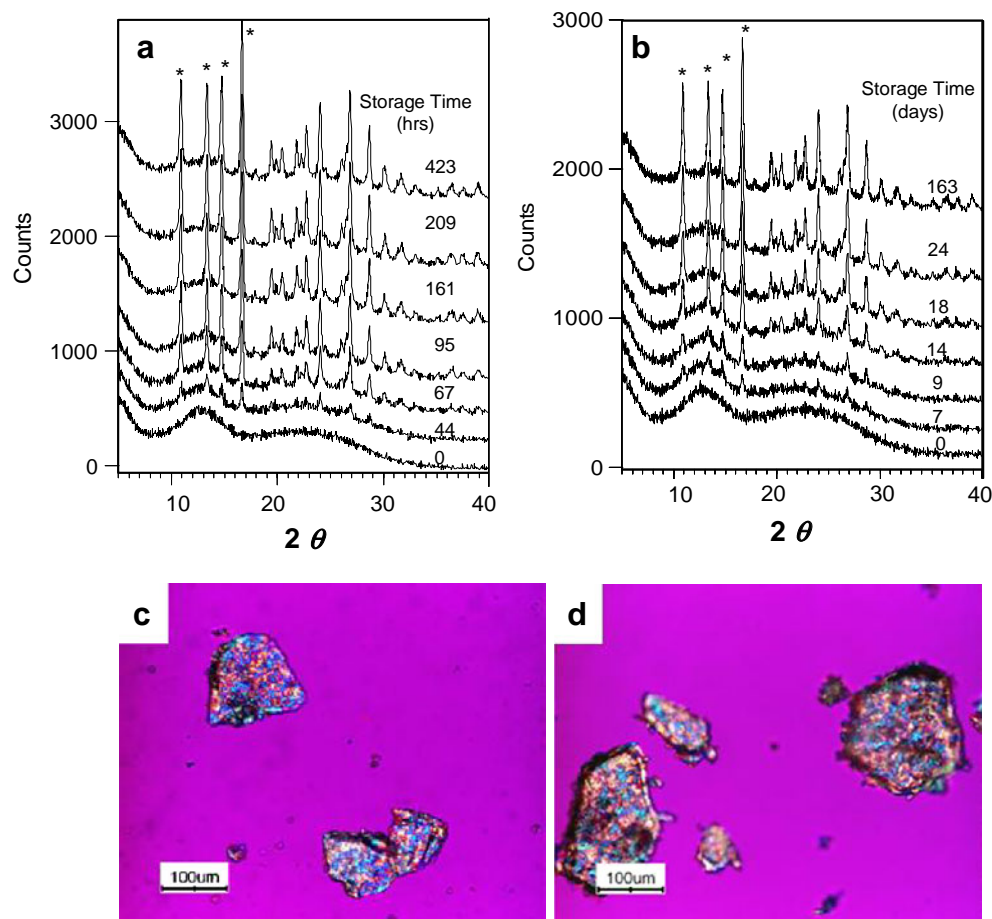 a
Storage Time
(hrs)
* * * *
423
209
161
95
67
44
0
3000
2000
1000
0
Counts
10 20 30 40
2 θ
b
Storage Time
(days)
* * * *
163
24
18
14
9
7
0
3000
2000
1000
0
Counts
10 20 30 40
2 θ
c
100um
d
100um